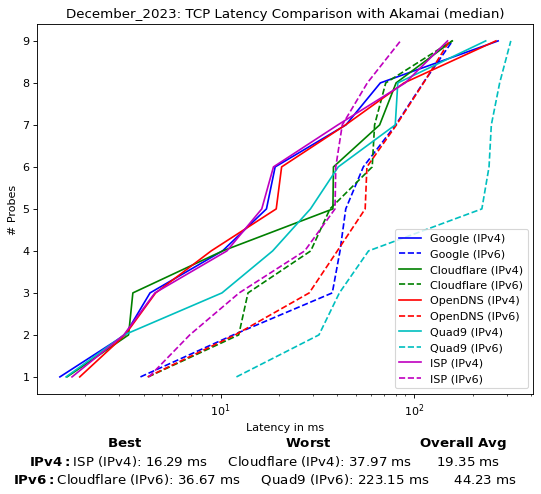 December_2023: TCP Latency Comparison with Akamai (median)
9
8
7
6
5
4
3
2
1
# Probes
Google (IPv4)
Google (IPv6)
Cloudflare (IPv4)
Cloudflare (IPv6)
OpenDNS (IPv4)
OpenDNS (IPv6)
Quad9 (IPv4)
Quad9 (IPv6)
ISP (IPv4)
ISP (IPv6)
10¹ 10²
Latency in ms
Best Worst Overall Avg
IPv4: ISP (IPv4): 16.29 ms Cloudflare (IPv4): 37.97 ms 19.35 ms
IPv6: Cloudflare (IPv6): 36.67 ms Quad9 (IPv6): 223.15 ms 44.23 ms